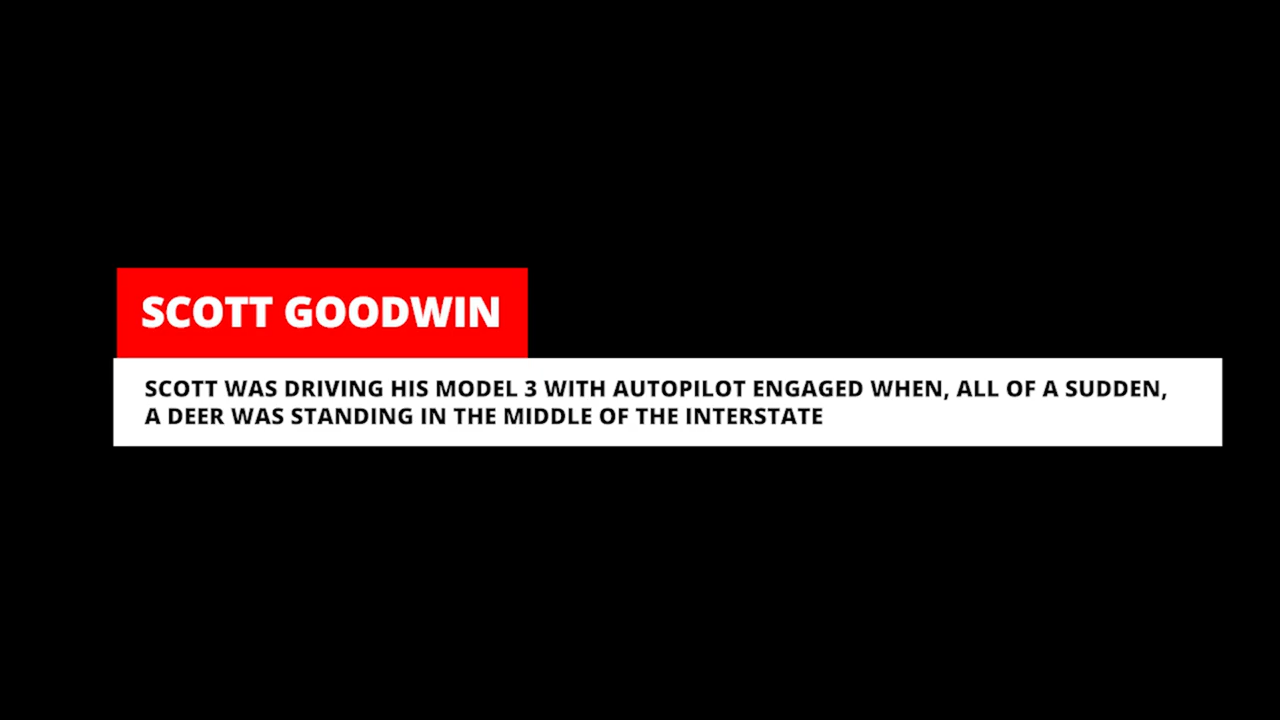 SCOTT GOODWIN
SCOTT WAS DRIVING HIS MODEL 3 WITH AUTOPILOT ENGAGED WHEN, ALL OF A SUDDEN,
A DEER WAS STANDING IN THE MIDDLE OF THE INTERSTATE